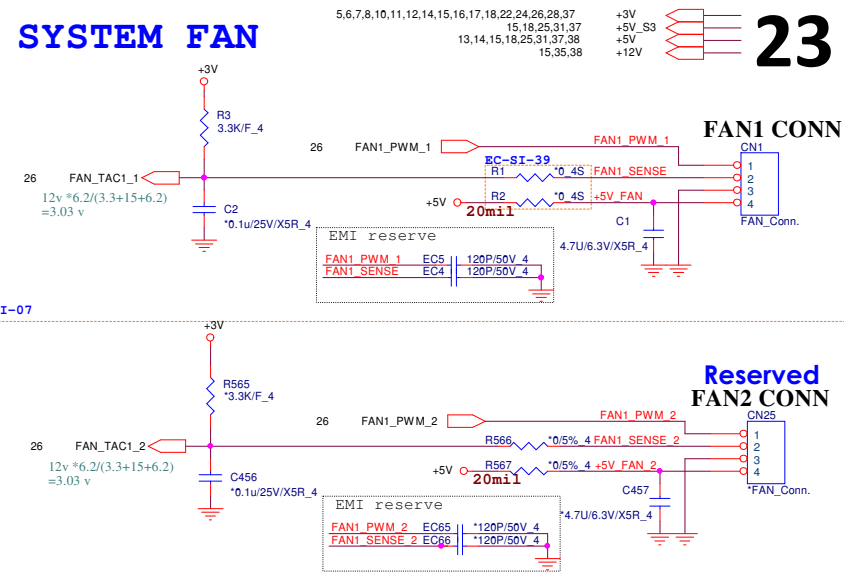 SYSTEM FAN
5,6,7,8,10,11,12,14,15,16,17,18,22,24,26,28,37 +3V
15,18,25,31,37 +5V_S3
13,14,15,18,25,31,37,38 +5V
15,35,38 +12V
23
+3V
R3
3.3K/F_4
FAN1 CONN
26 FAN1_PWM_1 FAN1_PWM_1 CN1
EC-SI-39
26 FAN_TAC1_1 R1 *0_4S FAN1_SENSE
1
2
3
4
12v *6.2/(3.3+15+6.2)
=3.03 v
+5V R2 *0_4S +5V_FAN
20mil
C2
*0.1u/25V/X5R_4
C1
4.7U/6.3V/X5R_4
FAN_Conn.
EMI reserve
FAN1_PWM_1 EC5 120P/50V_4
FAN1_SENSE EC4 120P/50V_4
I-07
+3V
R565
*3.3K/F_4
Reserved
FAN2 CONN
26 FAN1_PWM_2 FAN1_PWM_2 CN25
26 FAN_TAC1_2 R566 *0/5%_4 FAN1_SENSE_2
1
2
3
4
12v *6.2/(3.3+15+6.2)
=3.03 v
+5V R567 *0/5%_4 +5V_FAN_2
20mil
C456
*0.1u/25V/X5R_4
C457
*4.7U/6.3V/X5R_4
*FAN_Conn.
EMI reserve
FAN1_PWM_2 EC65 *120P/50V_4
FAN1_SENSE_2 EC66 *120P/50V_4